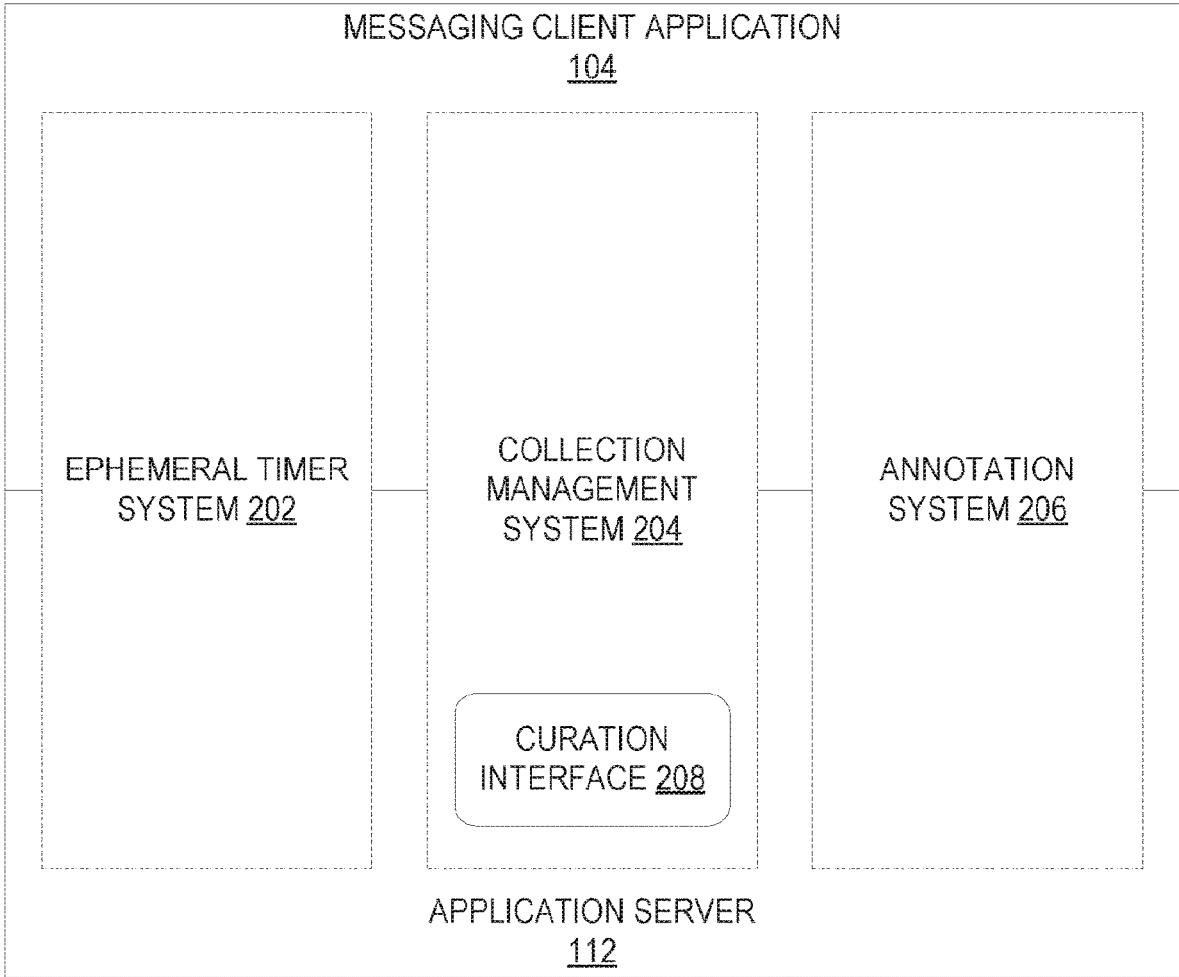 MESSAGING CLIENT APPLICATION
104
EPHEMERAL TIMER
SYSTEM 202
COLLECTION
MANAGEMENT
SYSTEM 204
ANNOTATION
SYSTEM 206
CURATION
INTERFACE 208
APPLICATION SERVER
112